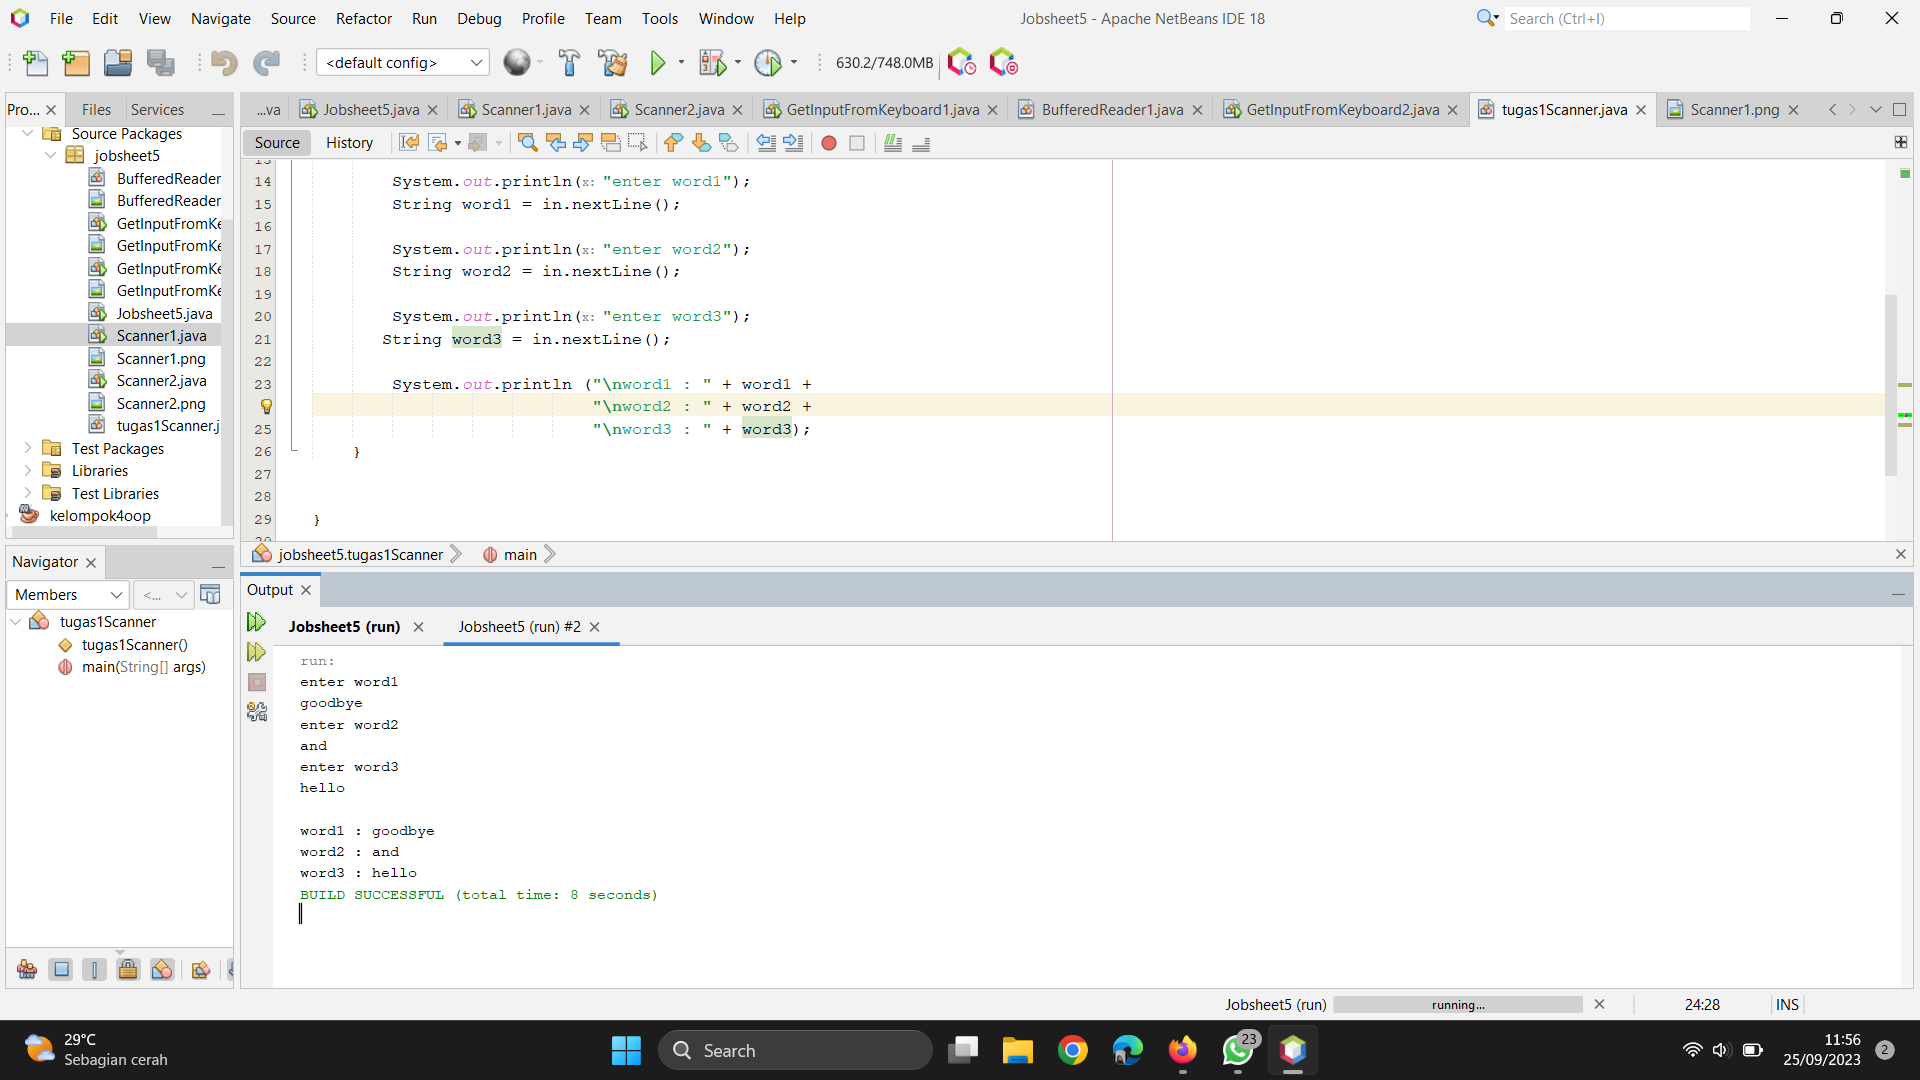 File Edit View Navigate Source Refactor Run Debug Profile Team Tools Window Help
Jobsheet5 - Apache NetBeans IDE 18
Search (Ctrl+I)
<default config>
630.2/748.0MB
Pro...
Files
Services
...va
Jobsheet5.java
Scanner1.java
Scanner2.java
GetInputFromKeyboard1.java
BufferedReader1.java
GetInputFromKeyboard2.java
tugas1Scanner.java
Scanner1.png
Source
History
Source Packages
jobsheet5
BufferedReader
BufferedReader
GetInputFromKe
GetInputFromKe
GetInputFromKe
GetInputFromKe
Jobsheet5.java
Scanner1.java
Scanner1.png
Scanner2.java
Scanner2.png
tugas1Scanner.j
Test Packages
Libraries
Test Libraries
kelompok4oop
13
14 System.out.println(x: "enter word1");
15 String word1 = in.nextLine();
16
17 System.out.println(x: "enter word2");
18 String word2 = in.nextLine();
19
20 System.out.println(x: "enter word3");
21 String word3 = in.nextLine();
22
23 System.out.println ("\nword1 : " + word1 +
"\nword2 : " + word2 +
25 "\nword3 : " + word3);
26 }
27
28
29 }
30
jobsheet5.tugas1Scanner
main
Navigator
Members
<...
tugas1Scanner
tugas1Scanner()
main(String[] args)
Output
Jobsheet5 (run)
Jobsheet5 (run) #2
run:
enter word1
goodbye
enter word2
and
enter word3
hello
word1 : goodbye
word2 : and
word3 : hello
BUILD SUCCESSFUL (total time: 8 seconds)
Jobsheet5 (run)
running...
24:28
INS
29°C
Sebagian cerah
Search
23
11:56
25/09/2023
2